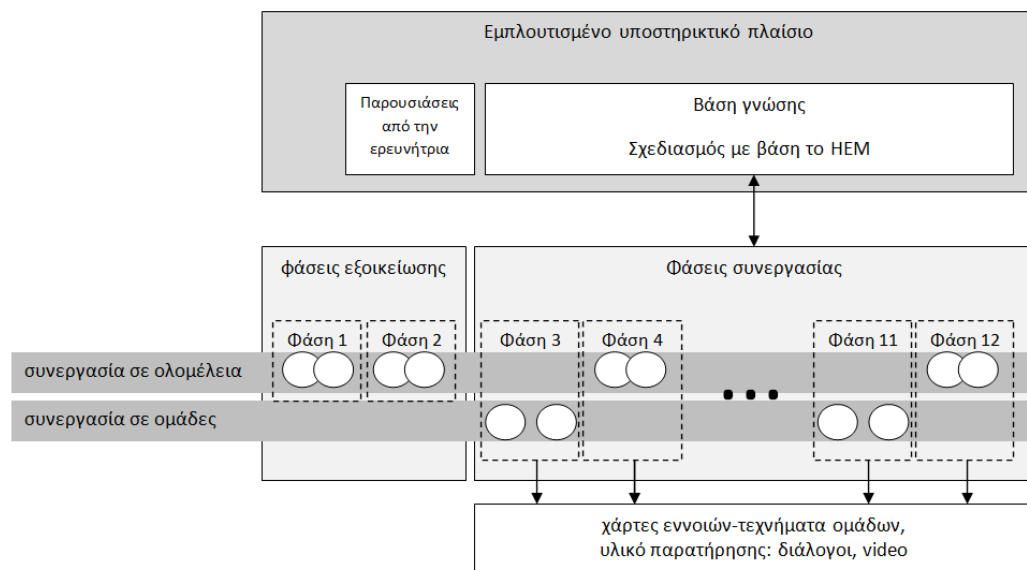 Εμπλουτισμένο υποστηρικτικό πλαίσιο
Παρουσιάσεις
από την
ερευνήτρια
Βάση γνώσης
Σχεδιασμός με βάση το ΗΕΜ
φάσεις εξοικείωσης
Φάσεις συνεργασίας
Φάση 1
Φάση 2
Φάση 3
Φάση 4
Φάση 11
Φάση 12
συνεργασία σε ολομέλεια
συνεργασία σε ομάδες
χάρτες εννοιών-τεχνήματα ομάδων,
υλικό παρατήρησης: διάλογοι, video